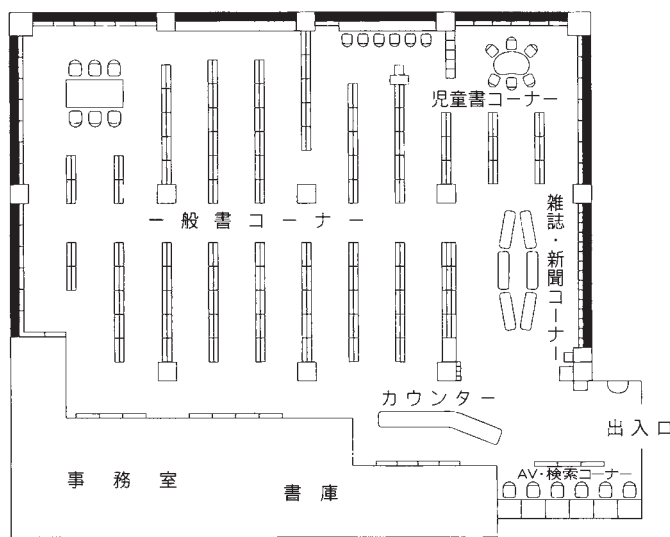 児童書コーナー
一般書コーナー
雑誌・新聞コーナー
カウンター
出入口
AV・検索コーナー
事務室
書庫